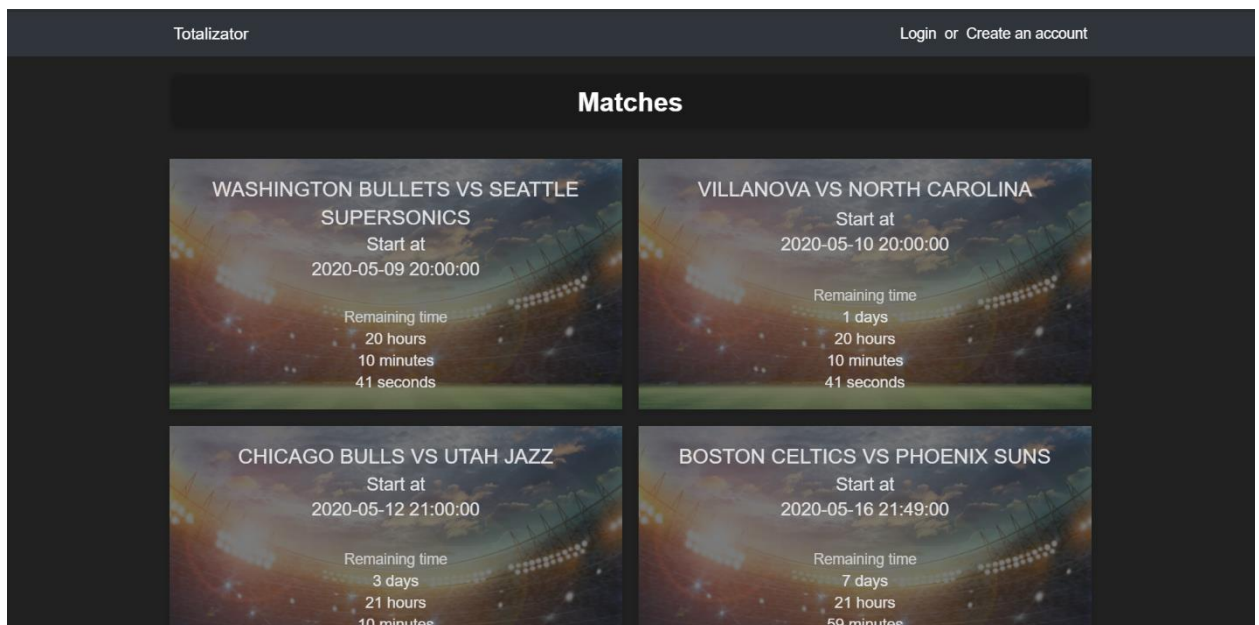 Totalizator
Login or Create an account
Matches
WASHINGTON BULLETS VS SEATTLE
SUPERSONICS
Start at
2020-05-09 20:00:00
Remaining time
20 hours
10 minutes
41 seconds
VILLANOVA VS NORTH CAROLINA
Start at
2020-05-10 20:00:00
Remaining time
1 days
20 hours
10 minutes
41 seconds
CHICAGO BULLS VS UTAH JAZZ
Start at
2020-05-12 21:00:00
Remaining time
3 days
21 hours
10 minutes
BOSTON CELTICS VS PHOENIX SUNS
Start at
2020-05-16 21:49:00
Remaining time
7 days
21 hours
59 minutes